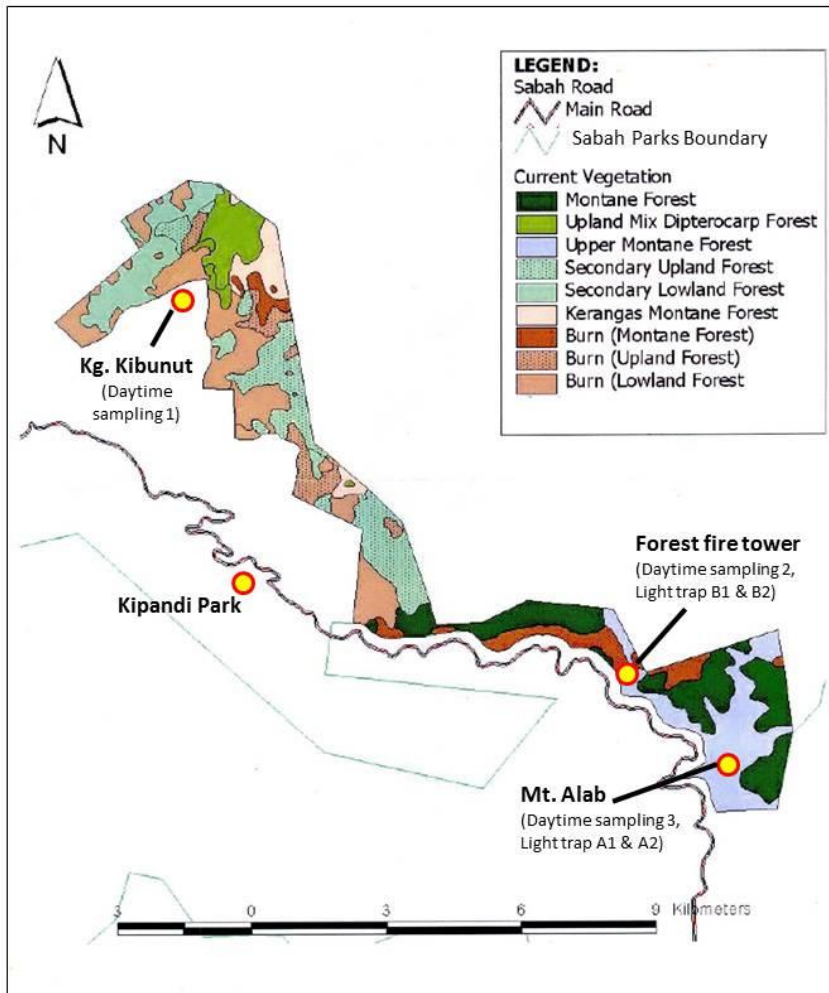 LEGEND:
Sabah Road
Main Road
Sabah Parks Boundary
Current Vegetation
Montane Forest
Upland Mix Dipterocarp Forest
Upper Montane Forest
Secondary Upland Forest
Secondary Lowland Forest
Kerangas Montane Forest
Burn (Montane Forest)
Burn (Upland Forest)
Burn (Lowland Forest
N
Kg. Kibunut
(Daytime
sampling 1)
Forest fire tower
(Daytime sampling 2,
Light trap B1 & B2)
Kipandi Park
Mt. Alab
(Daytime sampling 3,
Light trap A1 & A2)
3 0 3 6 9 Kilometers